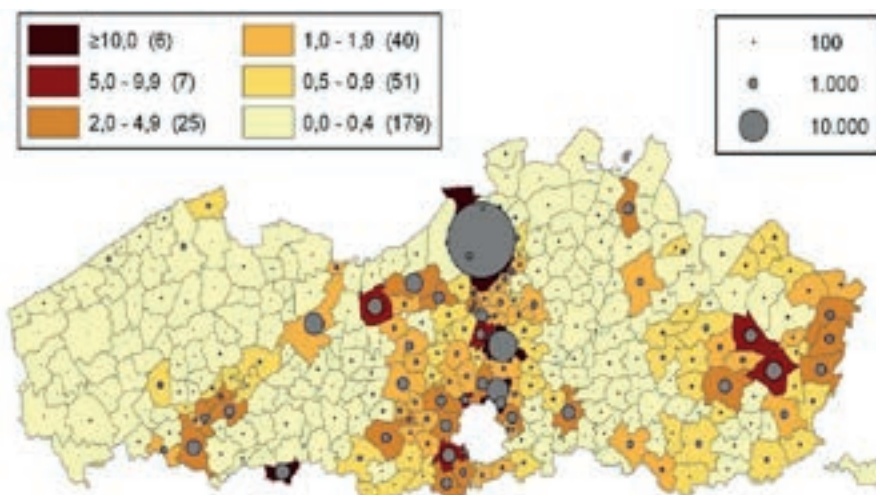 ≥10,0 (6)
5,0 - 9,9 (7)
2,0 - 4,9 (25)
1,0 - 1,9 (40)
0,5 - 0,9 (51)
0,0 - 0,4 (179)
100
1.000
10.000